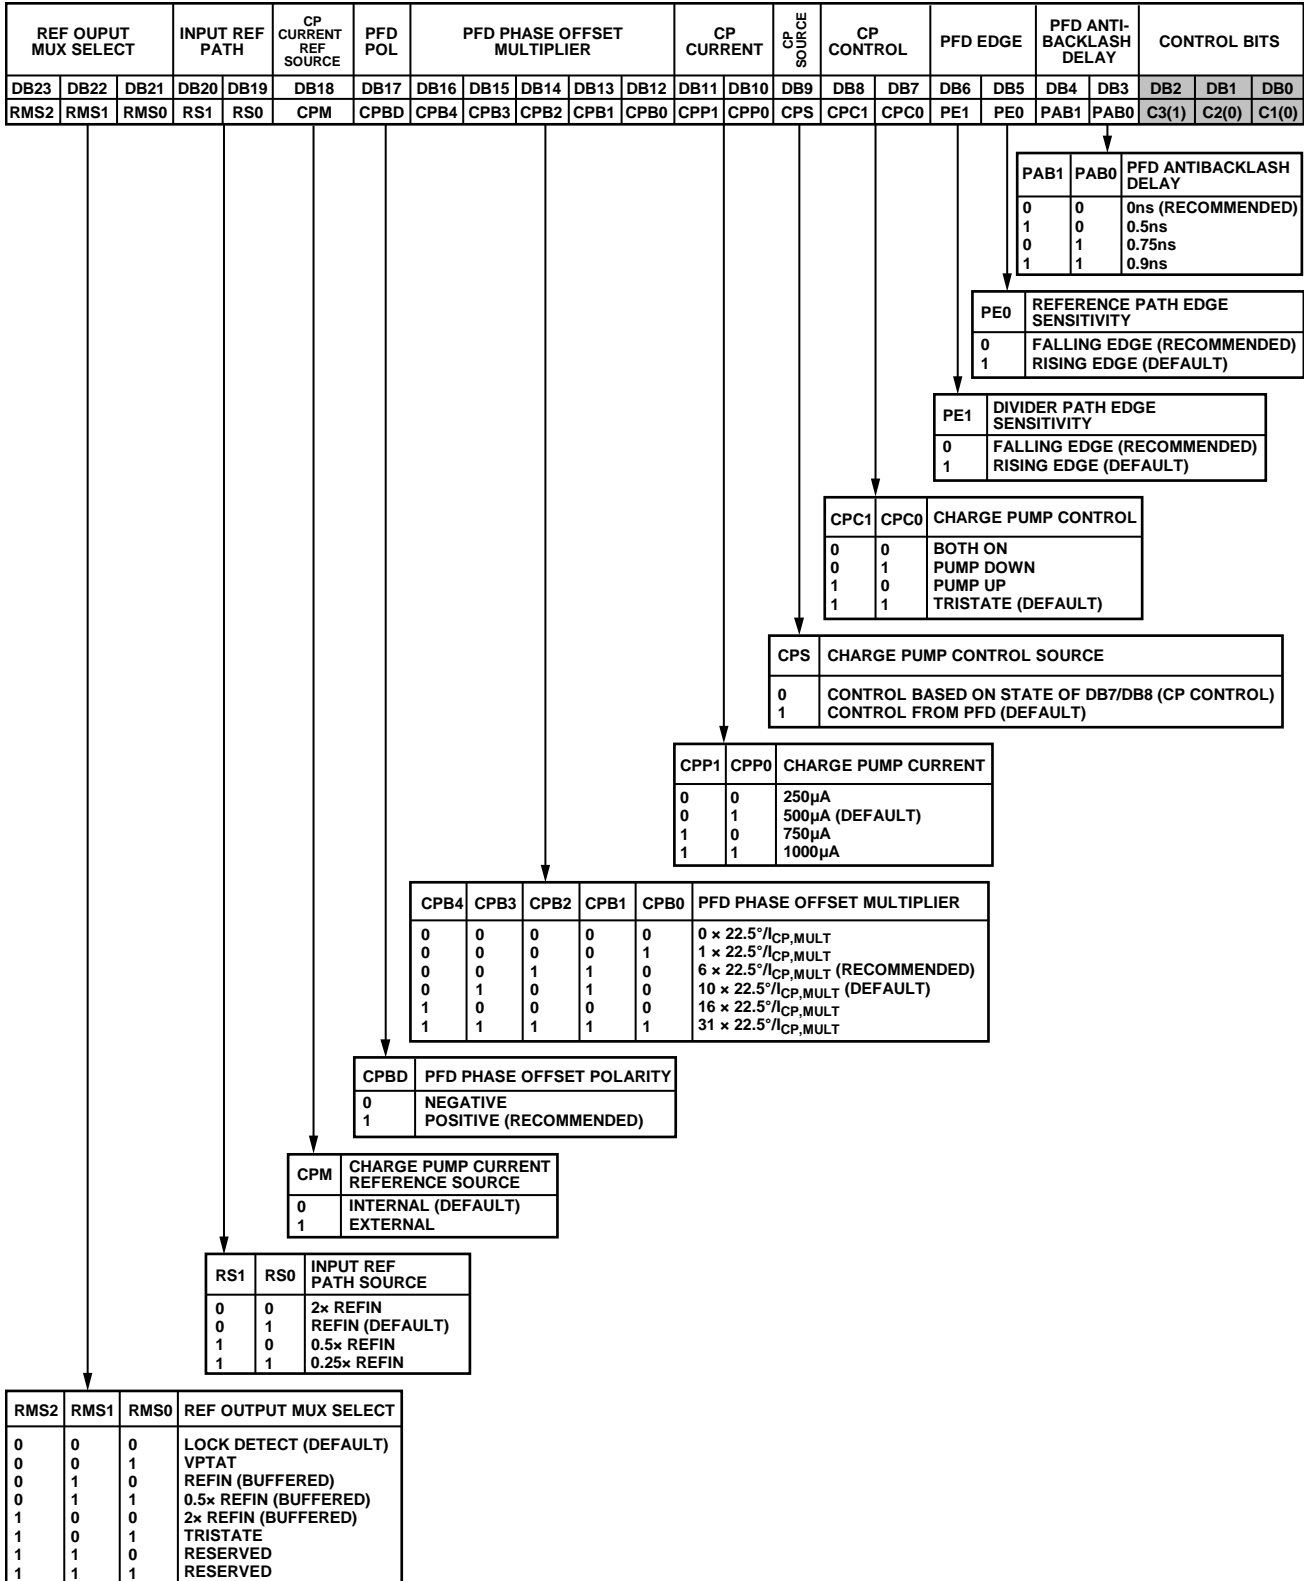 REF OUPUT MUX SELECT | INPUT REF PATH | CP CURRENT REF SOURCE | PFD POL | PFD PHASE OFFSET MULTIPLIER | CP CURRENT | CP SOURCE | CP CONTROL | PFD EDGE | PFD ANTI-BACKLASH DELAY | CONTROL BITS
DB23 DB22 DB21 DB20 DB19 DB18 DB17 DB16 DB15 DB14 DB13 DB12 DB11 DB10 DB9 DB8 DB7 DB6 DB5 DB4 DB3 DB2 DB1 DB0
RMS2 RMS1 RMS0 RS1 RS0 CPM CPBD CPB4 CPB3 CPB2 CPB1 CPB0 CPP1 CPP0 CPS CPC1 CPC0 PE1 PE0 PAB1 PAB0 C3(1) C2(0) C1(0)
PAB1 PAB0 PFD ANTIBACKLASH DELAY
0 0 0ns (RECOMMENDED)
1 0 0.5ns
0 1 0.75ns
1 1 0.9ns
PE0 REFERENCE PATH EDGE SENSITIVITY
0 FALLING EDGE (RECOMMENDED)
1 RISING EDGE (DEFAULT)
PE1 DIVIDER PATH EDGE SENSITIVITY
0 FALLING EDGE (RECOMMENDED)
1 RISING EDGE (DEFAULT)
CPC1 CPC0 CHARGE PUMP CONTROL
0 0 BOTH ON
0 1 PUMP DOWN
1 0 PUMP UP
1 1 TRISTATE (DEFAULT)
CPS CHARGE PUMP CONTROL SOURCE
0 CONTROL BASED ON STATE OF DB7/DB8 (CP CONTROL)
1 CONTROL FROM PFD (DEFAULT)
CPP1 CPP0 CHARGE PUMP CURRENT
0 0 250µA
0 1 500µA (DEFAULT)
1 0 750µA
1 1 1000µA
CPB4 CPB3 CPB2 CPB1 CPB0 PFD PHASE OFFSET MULTIPLIER
0 0 0 0 0 0 × 22.5°/ICP,MULT
0 0 0 0 1 1 × 22.5°/ICP,MULT
0 0 1 1 0 6 × 22.5°/ICP,MULT (RECOMMENDED)
0 1 0 1 0 10 × 22.5°/ICP,MULT (DEFAULT)
1 0 0 0 0 16 × 22.5°/ICP,MULT
1 1 1 1 1 31 × 22.5°/ICP,MULT
CPBD PFD PHASE OFFSET POLARITY
0 NEGATIVE
1 POSITIVE (RECOMMENDED)
CPM CHARGE PUMP CURRENT REFERENCE SOURCE
0 INTERNAL (DEFAULT)
1 EXTERNAL
RS1 RS0 INPUT REF PATH SOURCE
0 0 2× REFIN
0 1 REFIN (DEFAULT)
1 0 0.5× REFIN
1 1 0.25× REFIN
RMS2 RMS1 RMS0 REF OUTPUT MUX SELECT
0 0 0 LOCK DETECT (DEFAULT)
0 0 1 VPTAT
0 1 0 REFIN (BUFFERED)
0 1 1 0.5× REFIN (BUFFERED)
1 0 0 2× REFIN (BUFFERED)
1 0 1 TRISTATE
1 1 0 RESERVED
1 1 1 RESERVED